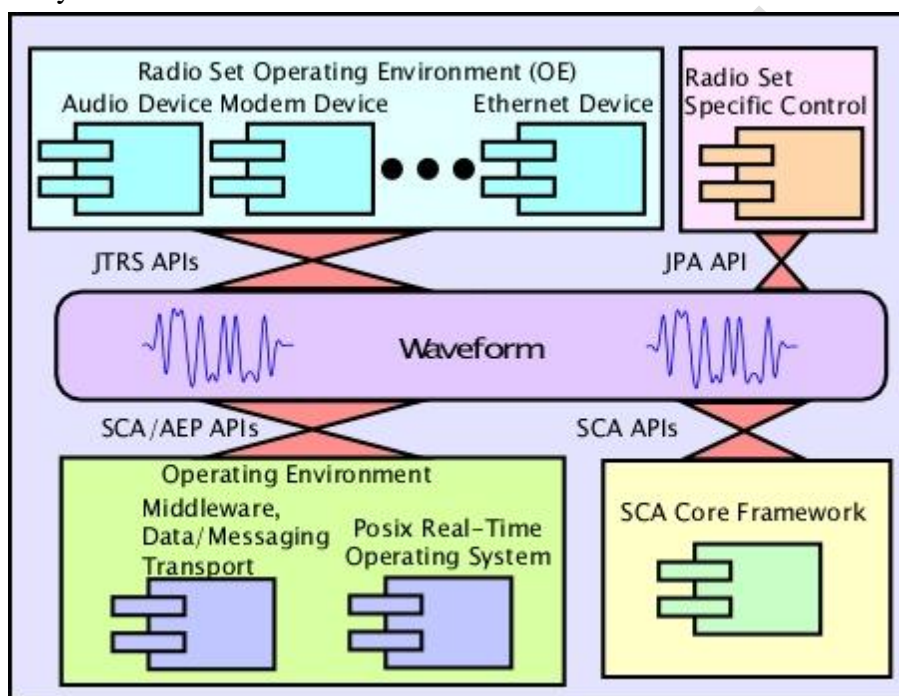 Radio Set Operating Environment (OE)
Audio Device Modem Device
Ethernet Device
Radio Set
Specific Control
JTRS APIs
JPA API
Waveform
SCA/AEP APIs
SCA APIs
Operating Environment
Middleware,
Data/Messaging
Transport
Posix Real-Time
Operating System
SCA Core Framework